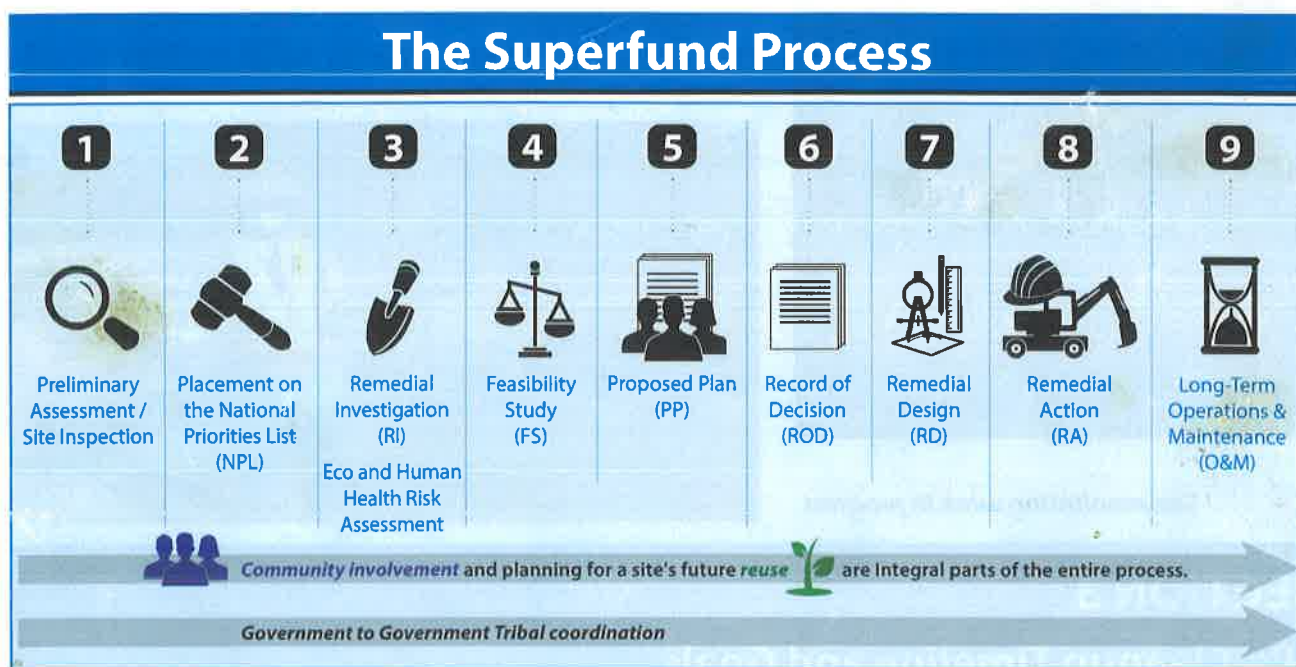 The Superfund Process
1
2
3
4
5
6
7
8
9
Preliminary
Assessment /
Site Inspection
Placement on
the National
Priorities List
(NPL)
Remedial
Investigation
(RI)
Eco and Human
Health Risk
Assessment
Feasibility
Study
(FS)
Proposed Plan
(PP)
Record of
Decision
(ROD)
Remedial
Design
(RD)
Remedial
Action
(RA)
Long-Term
Operations &
Maintenance
(O&M)
Community involvement and planning for a site's future reuse are Integral parts of the entire process.
Government to Government Tribal coordination